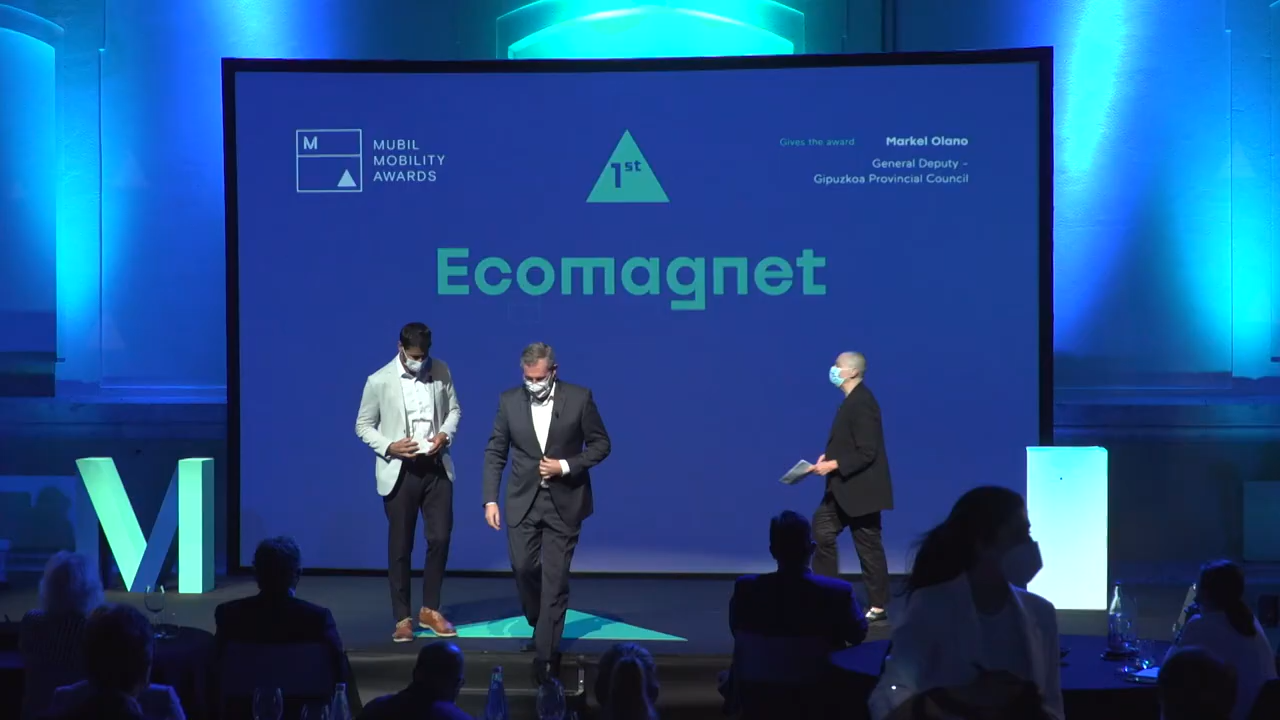 M
MUBIL
MOBILITY
AWARDS
1st
Gives the award Markel Olano
General Deputy –
Gipuzkoa Provincial Council
Ecomagnet
M